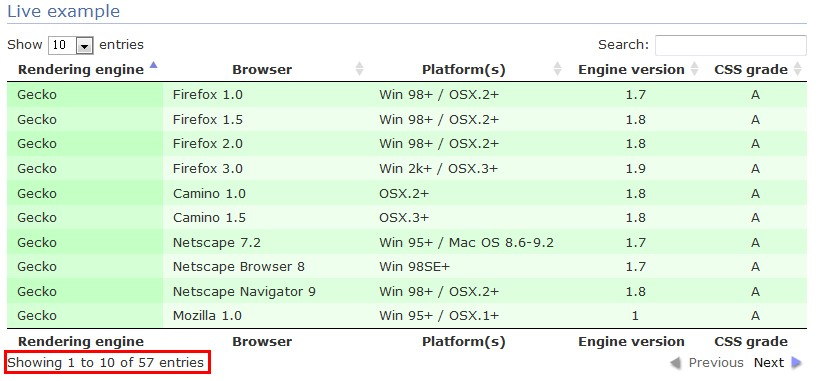 Live example
Show 10 entries Search:
Rendering engine Browser Platform(s) Engine version CSS grade
Gecko Firefox 1.0 Win 98+ / OSX.2+ 1.7 A
Gecko Firefox 1.5 Win 98+ / OSX.2+ 1.8 A
Gecko Firefox 2.0 Win 98+ / OSX.2+ 1.8 A
Gecko Firefox 3.0 Win 2k+ / OSX.3+ 1.9 A
Gecko Camino 1.0 OSX.2+ 1.8 A
Gecko Camino 1.5 OSX.3+ 1.8 A
Gecko Netscape 7.2 Win 95+ / Mac OS 8.6-9.2 1.7 A
Gecko Netscape Browser 8 Win 98SE+ 1.7 A
Gecko Netscape Navigator 9 Win 98+ / OSX.2+ 1.8 A
Gecko Mozilla 1.0 Win 95+ / OSX.1+ 1 A
Rendering engine Browser Platform(s) Engine version CSS grade
Showing 1 to 10 of 57 entries Previous Next